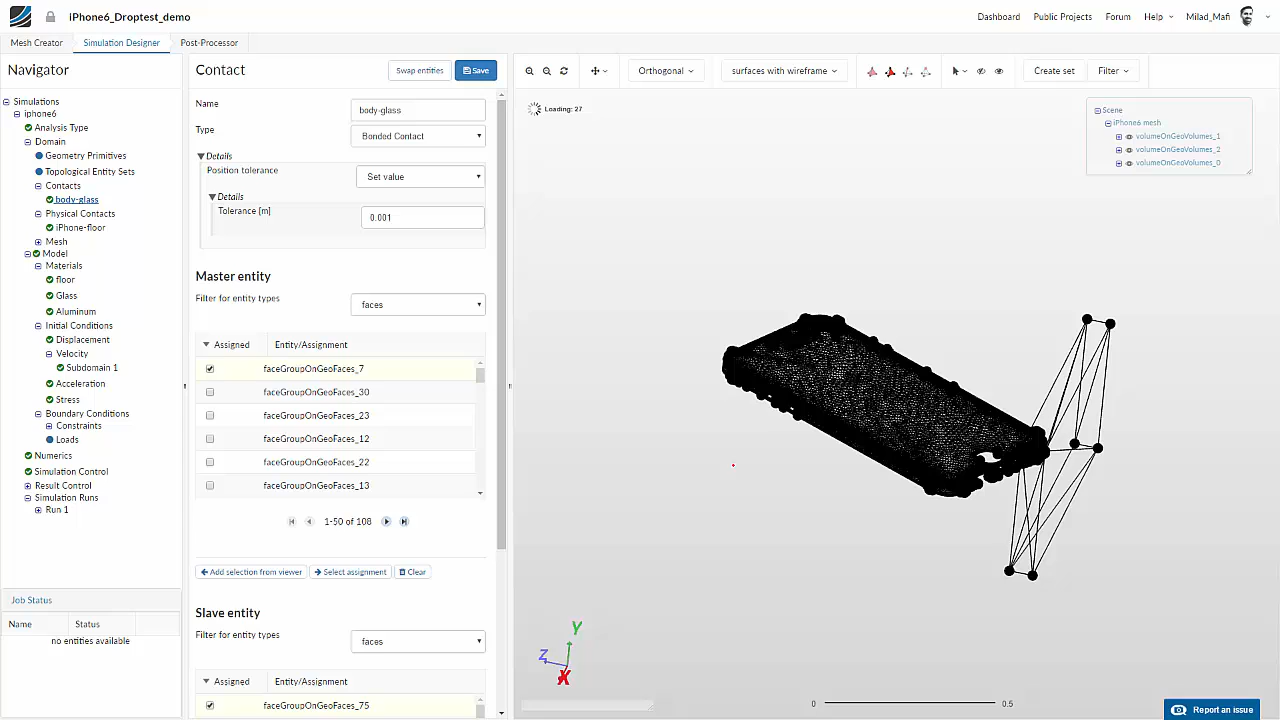 iPhone6_Droptest_demo
Dashboard Public Projects Forum Help Milad_Mafi
Mesh Creator Simulation Designer Post-Processor
Navigator
Simulations
iphone6
Analysis Type
Domain
Geometry Primitives
Topological Entity Sets
Contacts
body-glass
Physical Contacts
iPhone-floor
Mesh
Model
Materials
floor
Glass
Aluminum
Initial Conditions
Displacement
Velocity
Subdomain 1
Acceleration
Stress
Boundary Conditions
Constraints
Loads
Numerics
Simulation Control
Result Control
Simulation Runs
Run 1
Job Status
Name Status
no entities available
Contact Swap entities Save
Name body-glass
Type Bonded Contact
Details
Position tolerance Set value
Details
Tolerance [m] 0.001
Master entity
Filter for entity types faces
Assigned Entity/Assignment
faceGroupOnGeoFaces_7
faceGroupOnGeoFaces_30
faceGroupOnGeoFaces_23
faceGroupOnGeoFaces_12
faceGroupOnGeoFaces_22
faceGroupOnGeoFaces_13
1-50 of 108
Add selection from viewer Select assignment Clear
Slave entity
Filter for entity types faces
Assigned Entity/Assignment
faceGroupOnGeoFaces_75
Orthogonal surfaces with wireframe Create set Filter
Loading: 27
Scene
iPhone6 mesh
volumeOnGeoVolumes_1
volumeOnGeoVolumes_2
volumeOnGeoVolumes_0
Y
Z
X
0 0.5
Report an issue